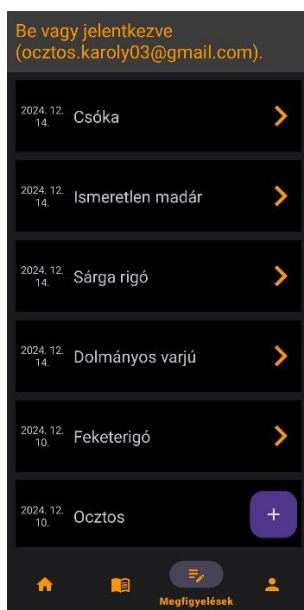 Be vagy jelentkezve
(ocztos.karoly03@gmail.com).
2024. 12.
14.
Csóka
2024. 12.
14.
Ismeretlen madár
2024. 12.
14.
Sárga rigó
2024. 12.
14.
Dolmányos varjú
2024. 12.
10.
Feketerigó
2024. 12.
10.
Ocztos
+
Megfigyelések